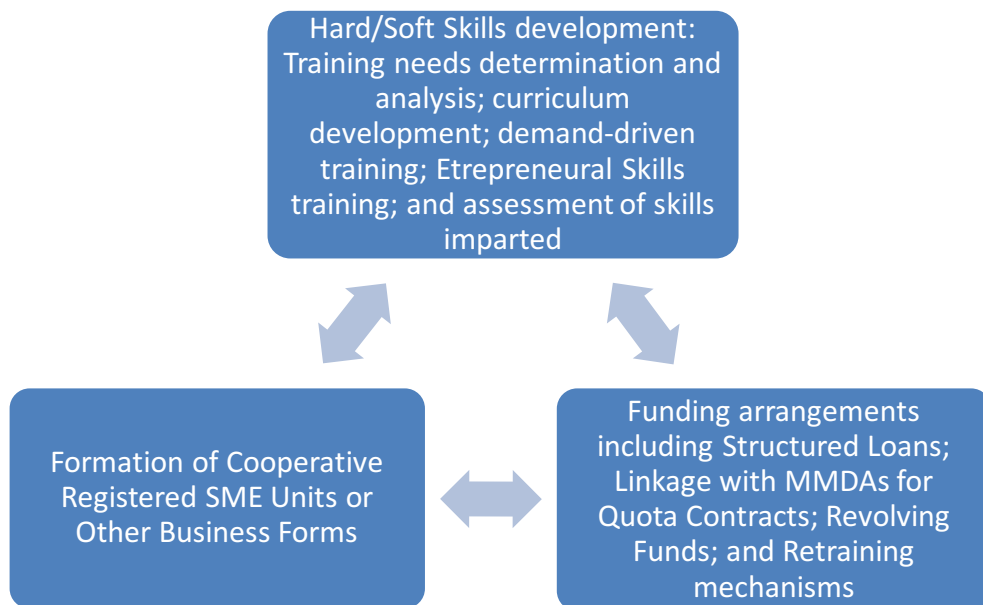 Hard/Soft Skills development:
Training needs determination and
analysis; curriculum
development; demand-driven
training; Etrepreneural Skills
training; and assessment of skills
imparted
Formation of Cooperative
Registered SME Units or
Other Business Forms
Funding arrangements
including Structured Loans;
Linkage with MMDAs for
Quota Contracts; Revolving
Funds; and Retraining
mechanisms